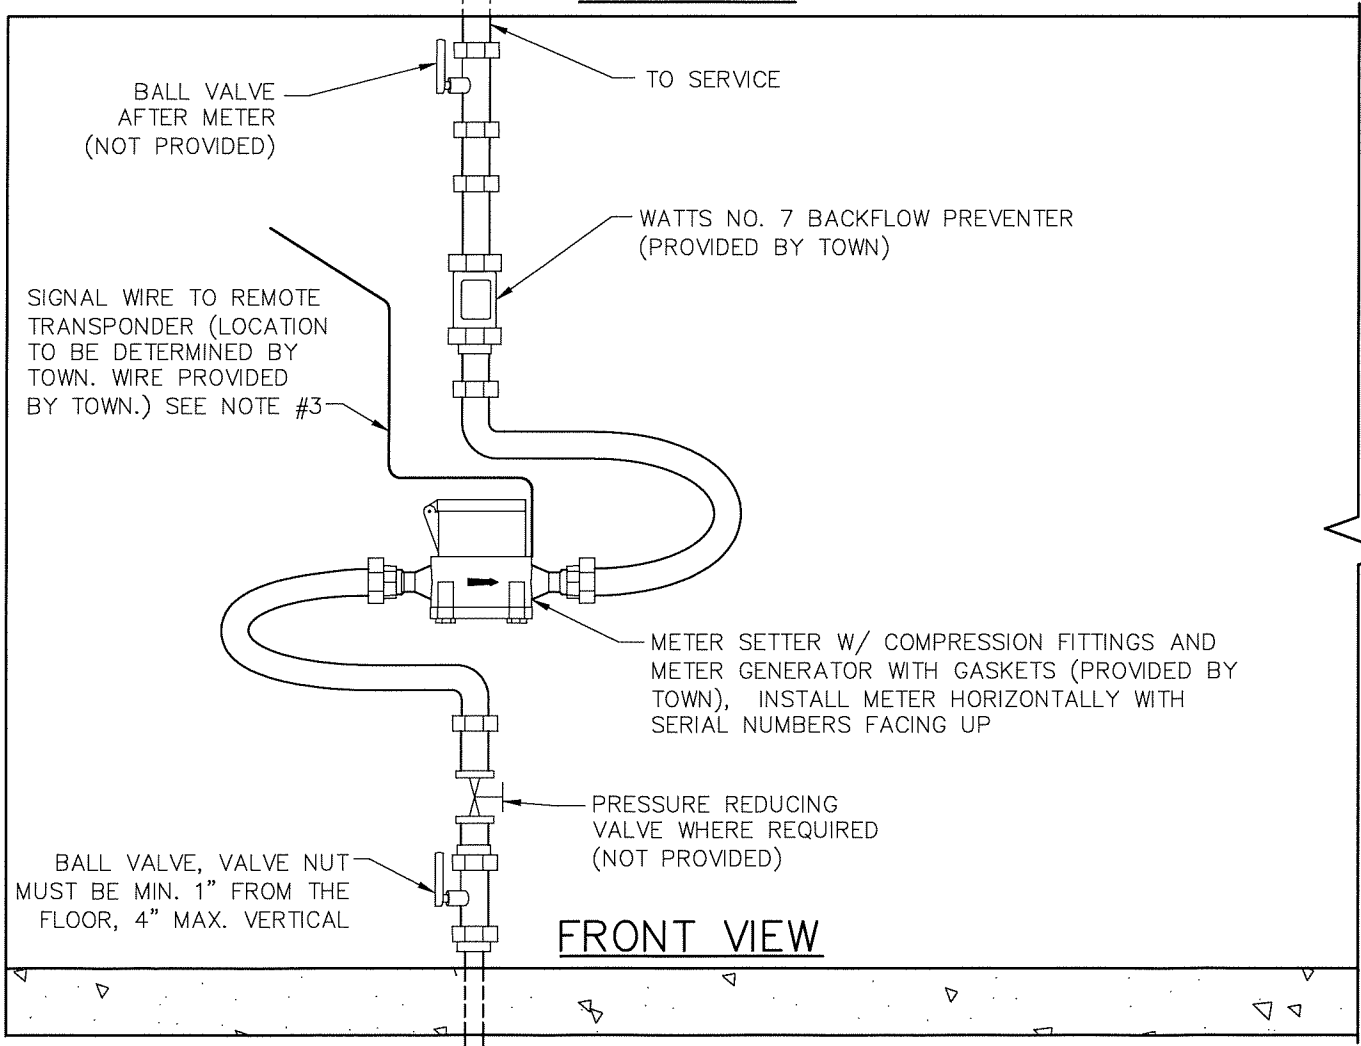 BALL VALVE
AFTER METER
(NOT PROVIDED)
TO SERVICE
WATTS NO. 7 BACKFLOW PREVENTER
(PROVIDED BY TOWN)
SIGNAL WIRE TO REMOTE
TRANSPONDER (LOCATION
TO BE DETERMINED BY
TOWN. WIRE PROVIDED
BY TOWN.) SEE NOTE #3
METER SETTER W/ COMPRESSION FITTINGS AND
METER GENERATOR WITH GASKETS (PROVIDED BY
TOWN), INSTALL METER HORIZONTALLY WITH
SERIAL NUMBERS FACING UP
PRESSURE REDUCING
VALVE WHERE REQUIRED
(NOT PROVIDED)
BALL VALVE, VALVE NUT
MUST BE MIN. 1" FROM THE
FLOOR, 4" MAX. VERTICAL
FRONT VIEW